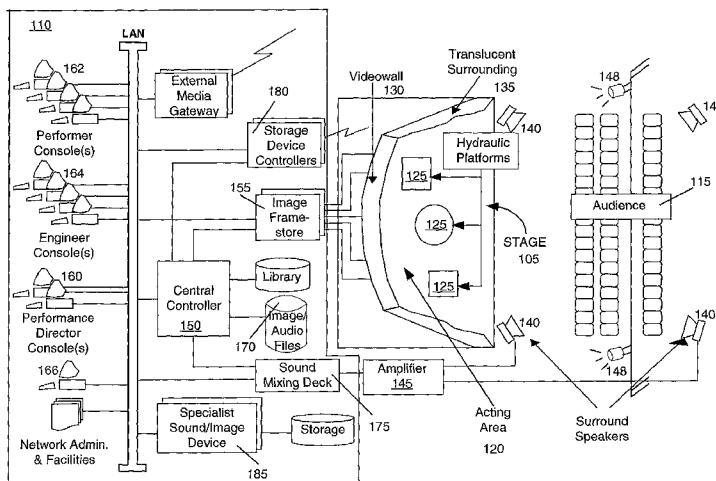 110
LAN
162
Performer
Console(s)
External
Media
Gateway
180
Storage
Device
Controllers
164
Engineer
Console(s)
155
Image
Frame-
store
160
Performance
Director
Console(s)
Central
Controller
150
Library
170
Image/
Audio
Files
166
Network Admin.
& Facilities
Sound
Mixing Deck
175
Specialist
Sound/Image
Device
185
Storage
Amplifier
145
Videowall
130
Translucent
Surrounding
135
140
Hydraulic
Platforms
125
125
125
STAGE
105
140
Acting
Area
120
Surround
Speakers
148
14
115
Audience
140
148